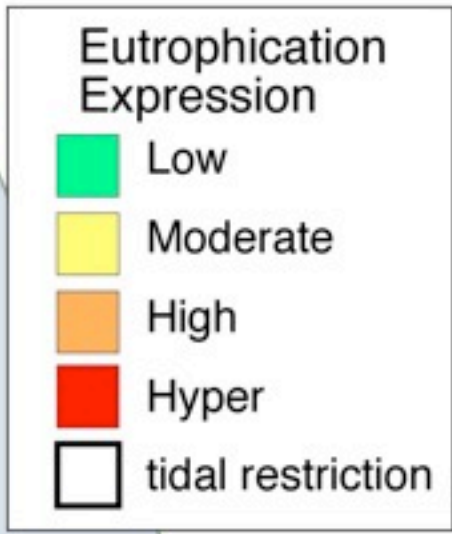 Eutrophication
Expression
Low
Moderate
High
Hyper
tidal restriction